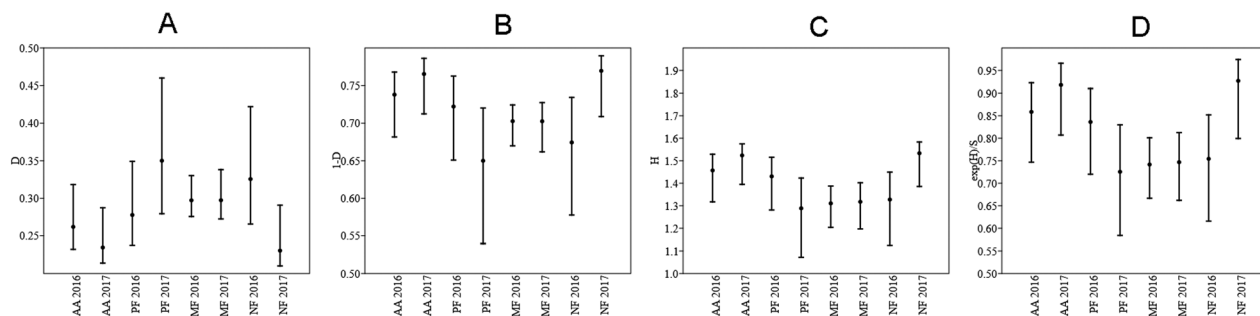 A
0.50
0.45
0.40
0.35
0.30
0.25
D
AA 2016
AA 2017
PF 2016
PF 2017
MF 2016
MF 2017
NF 2016
NF 2017
B
0.75
0.70
0.65
0.60
0.55
0.50
1-D
AA 2016
AA 2017
PF 2016
PF 2017
MF 2016
MF 2017
NF 2016
NF 2017
C
1.9
1.8
1.7
1.6
1.5
1.4
1.3
1.2
1.1
1.0
H
AA 2016
AA 2017
PF 2016
PF 2017
MF 2016
MF 2017
NF 2016
NF 2017
D
0.95
0.90
0.85
0.80
0.75
0.70
0.65
0.60
0.55
0.50
exp(H)/S
AA 2016
AA 2017
PF 2016
PF 2017
MF 2016
MF 2017
NF 2016
NF 2017